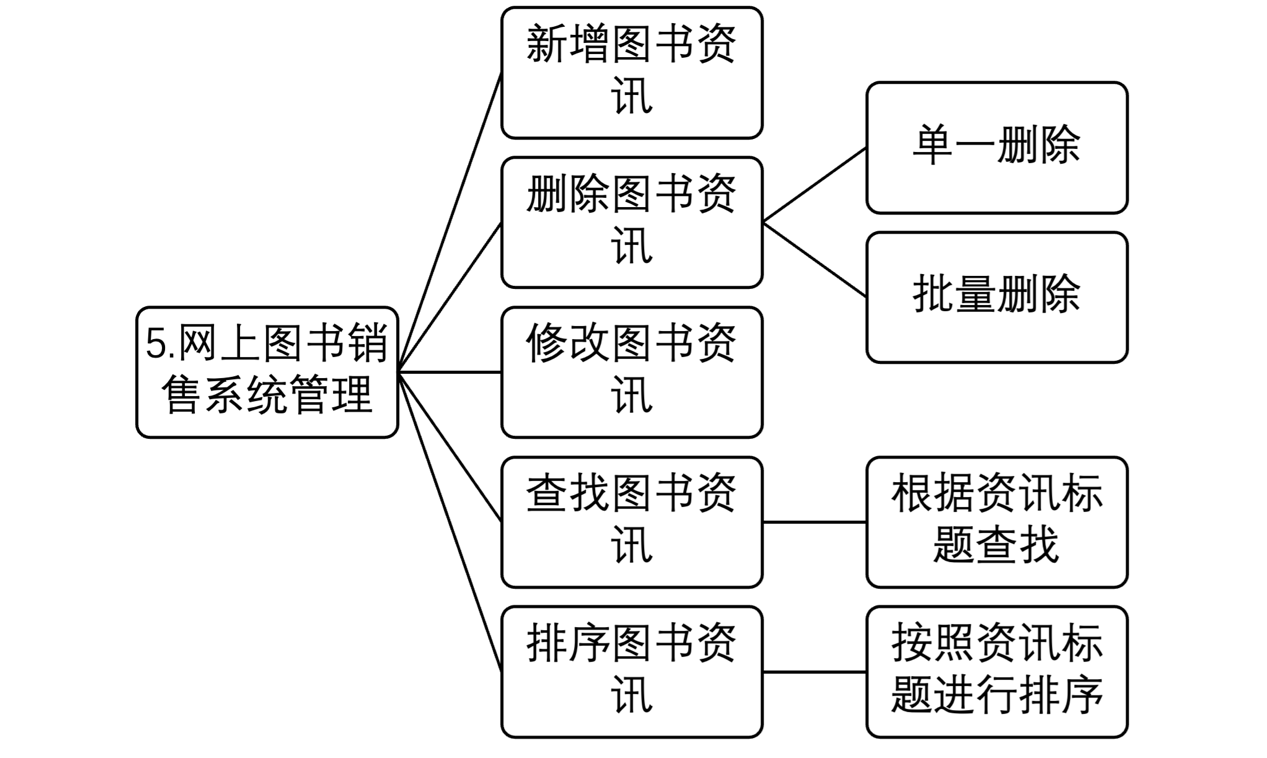 新增图书资
讯
删除图书资
讯
单一删除
批量删除
5.网上图书销
售系统管理
修改图书资
讯
查找图书资
讯
根据资讯标
题查找
排序图书资
讯
按照资讯标
题进行排序